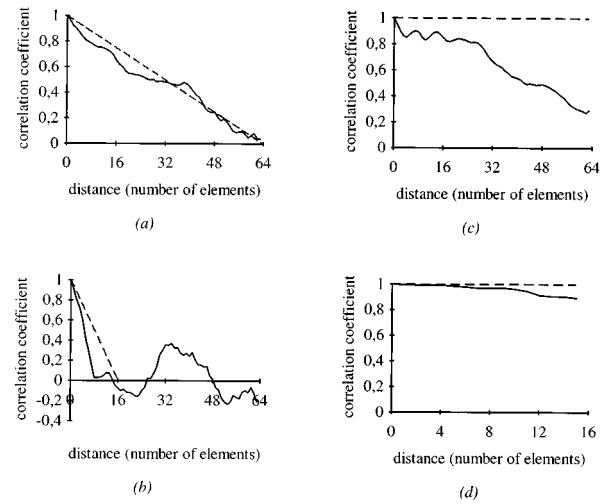 correlation coefficient
1
0,8
0,6
0,4
0,2
0
0 16 32 48 64
distance (number of elements)
(a)
correlation coefficient
1
0,8
0,6
0,4
0,2
0
0 16 32 48 64
distance (number of elements)
(c)
correlation coefficient
1
0,8
0,6
0,4
0,2
0
-0,2
-0,4
0 16 32 48 64
distance (number of elements)
(b)
correlation coefficient
1
0,8
0,6
0,4
0,2
0
0 4 8 12 16
distance (number of elements)
(d)